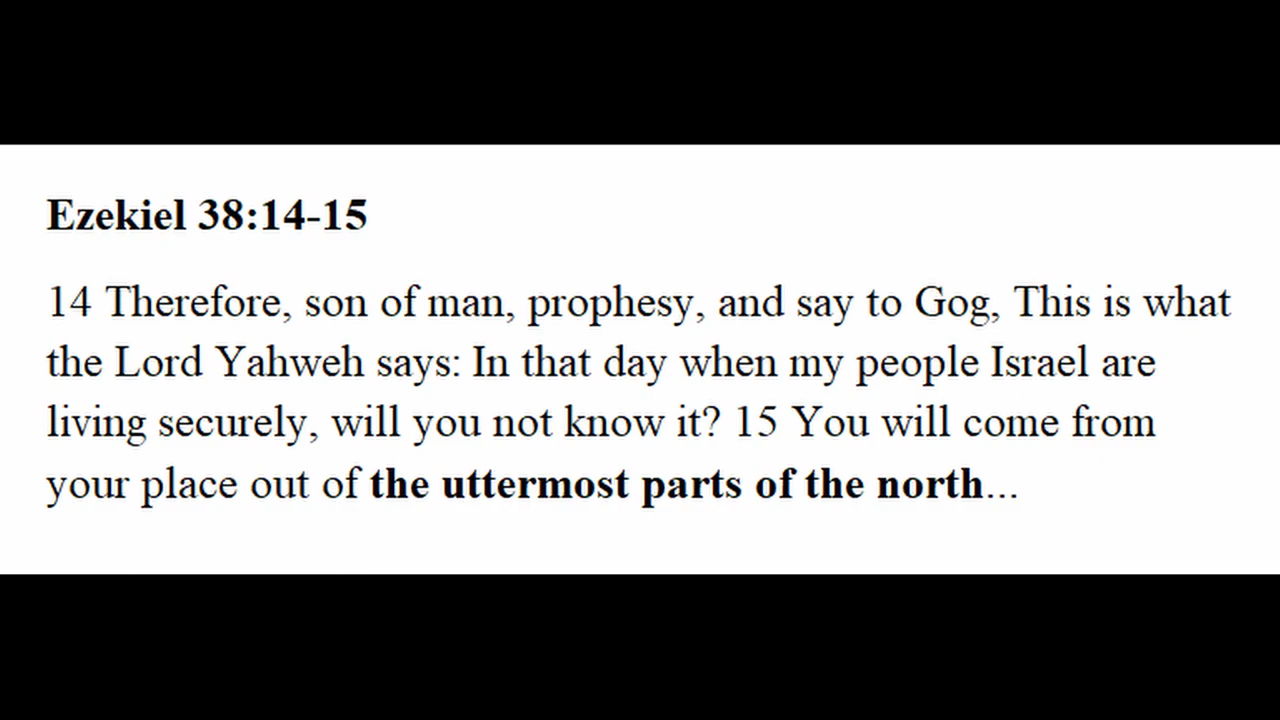 Ezekiel 38:14-15
14 Therefore, son of man, prophesy, and say to Gog, This is what
the Lord Yahweh says: In that day when my people Israel are
living securely, will you not know it? 15 You will come from
your place out of the uttermost parts of the north...